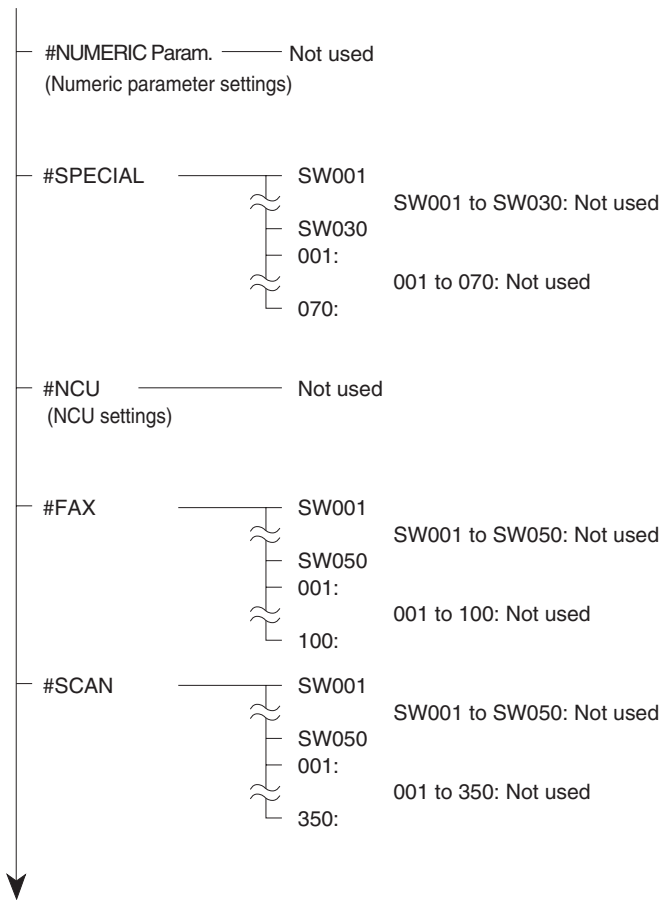 #NUMERIC Param. Not used
(Numeric parameter settings)
#SPECIAL SW001
SW001 to SW030: Not used
SW030
001:
001 to 070: Not used
070:
#NCU Not used
(NCU settings)
#FAX SW001
SW001 to SW050: Not used
SW050
001:
001 to 100: Not used
100:
#SCAN SW001
SW001 to SW050: Not used
SW050
001:
001 to 350: Not used
350: